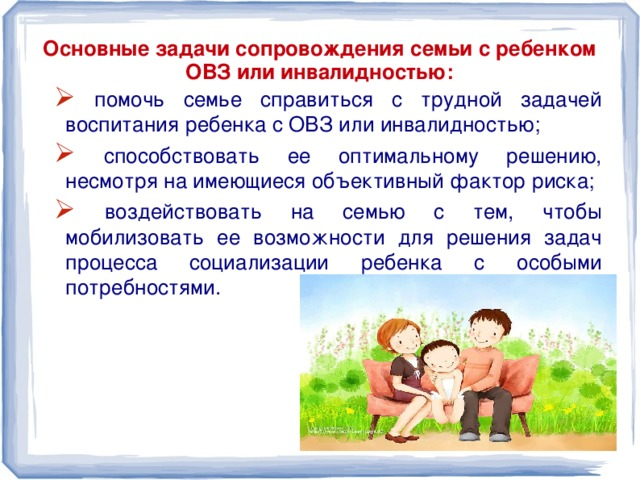 Основные задачи сопровождения семьи с ребенком
ОВЗ или инвалидностью:
помочь семье справиться с трудной задачей
воспитания ребенка с ОВЗ или инвалидностью;
способствовать ее оптимальному решению,
несмотря на имеющиеся объективный фактор риска;
воздействовать на семью с тем, чтобы
мобилизовать ее возможности для решения задач
процесса социализации ребенка с особыми
потребностями.